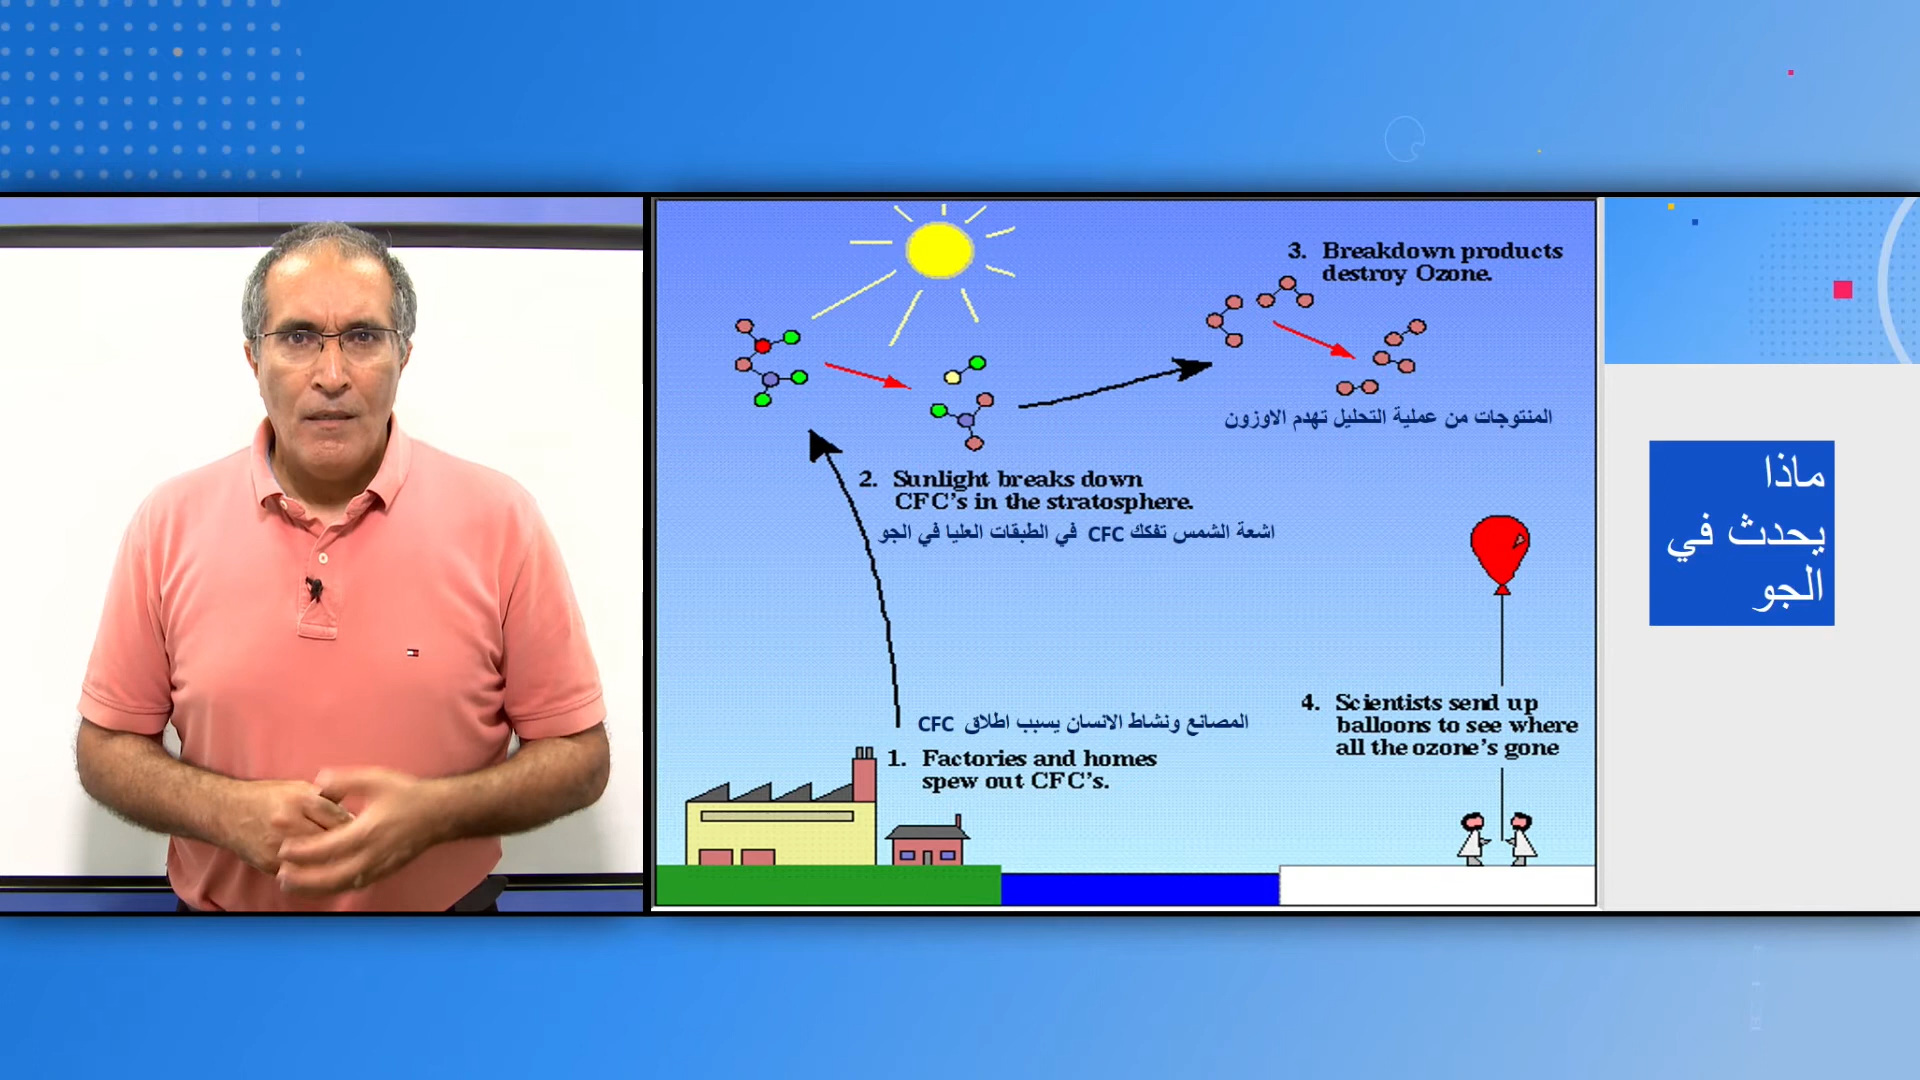 3. Breakdown products
destroy Ozone.
المنتوجات من عملية التحليل تهدم الاوزون
2. Sunlight breaks down
CFC's in the stratosphere.
اشعة الشمس تفكك CFC في الطبقات العليا في الجو
4. Scientists send up
balloons to see where
all the ozone's gone
المصانع ونشاط الانسان يسبب اطلاق CFC
1. Factories and homes
spew out CFC's.
ماذا
يحدث في
الجو